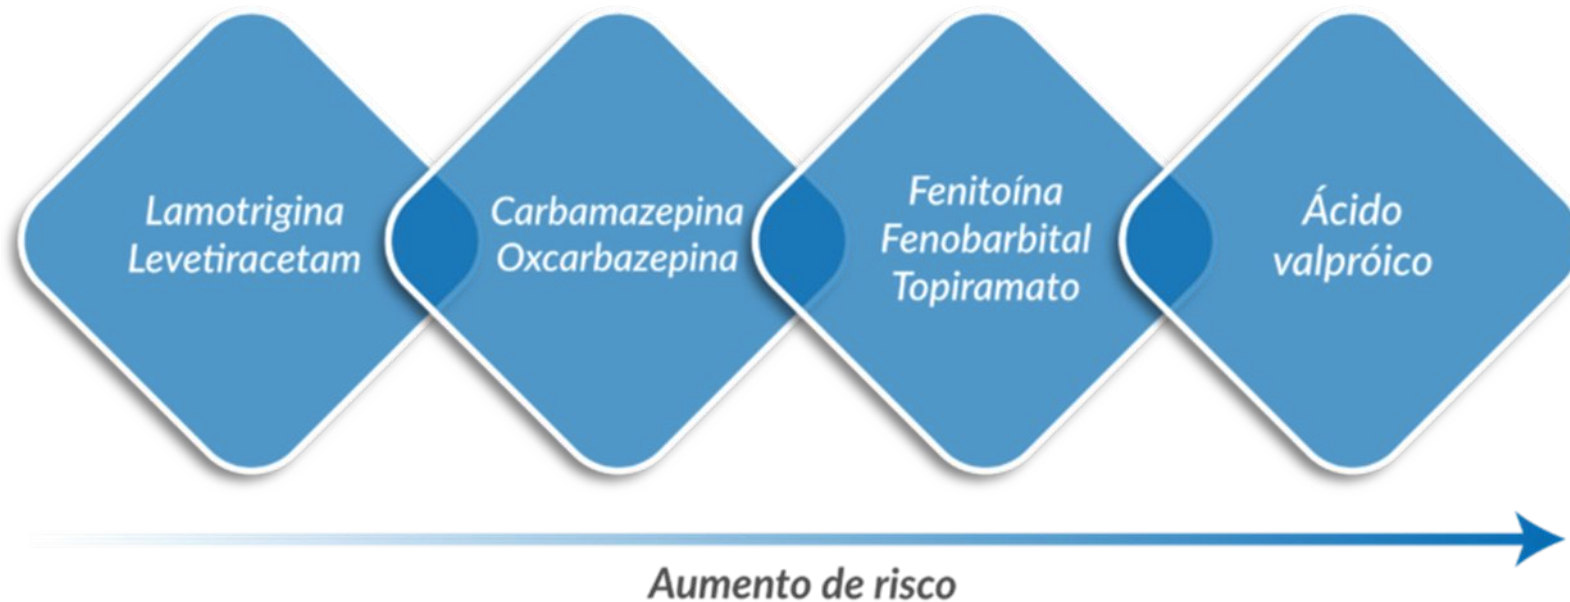 Lamotrigina
Levetiracetam
Carbamazepina
Oxcarbazepina
Fenitoína
Fenobarbital
Topiramato
Ácido
valpróico
Aumento de risco